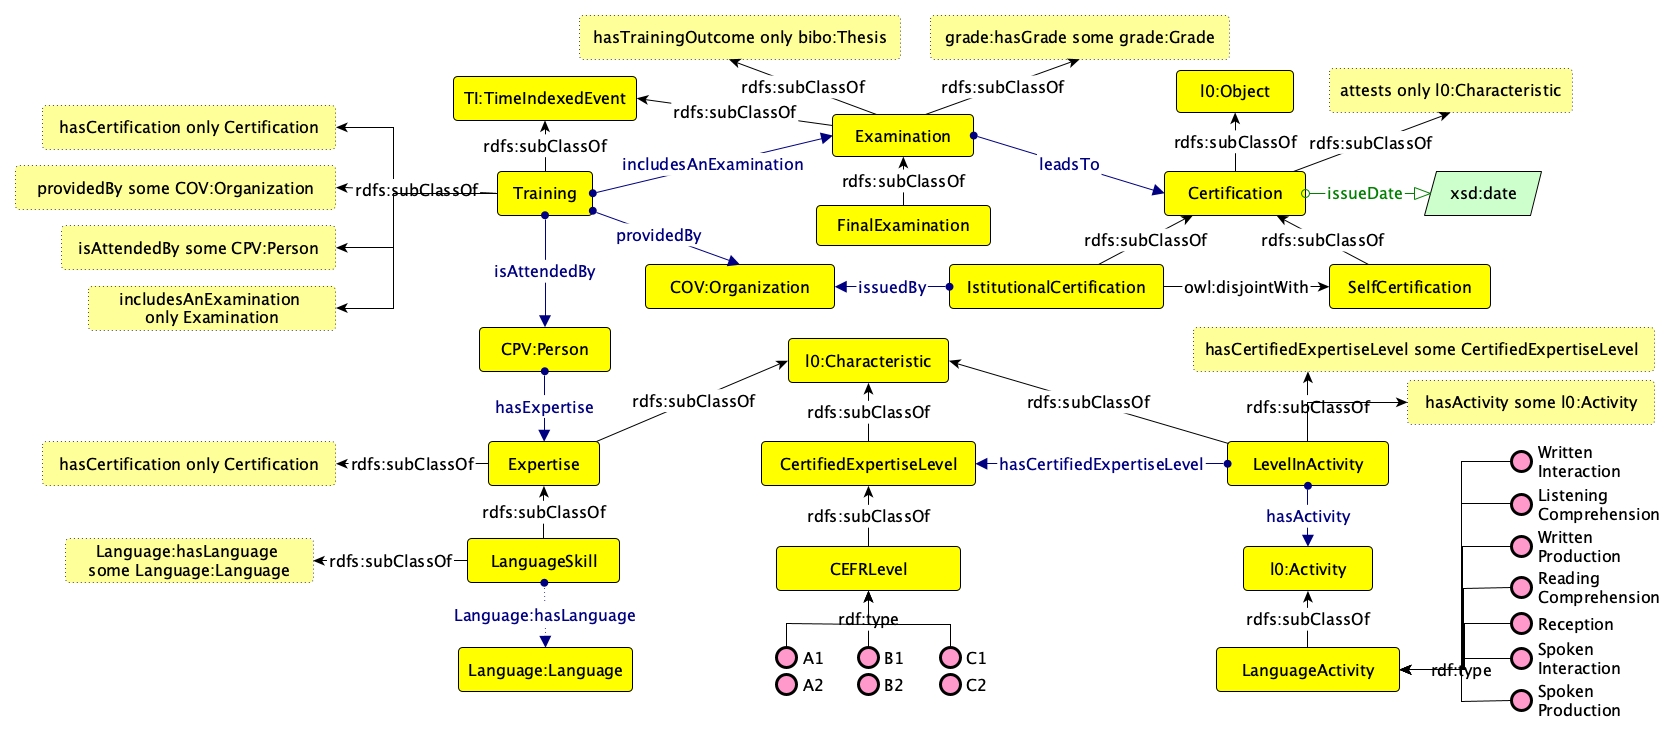 hasTrainingOutcome only bibo:Thesis
grade:hasGrade some grade:Grade
rdfs:subClassOf
rdfs:subClassOf
TI:TimeIndexedEvent
rdfs:subClassOf
l0:Object
attests only l0:Characteristic
hasCertification only Certification
rdfs:subClassOf
includesAnExamination
Examination
leadsTo
rdfs:subClassOf
rdfs:subClassOf
providedBy some COV:Organization
rdfs:subClassOf
Training
rdfs:subClassOf
Certification
issueDate
xsd:date
FinalExamination
isAttendedBy some CPV:Person
providedBy
rdfs:subClassOf
rdfs:subClassOf
isAttendedBy
COV:Organization
issuedBy
IstitutionalCertification
owl:disjointWith
SelfCertification
includesAnExamination
only Examination
CPV:Person
l0:Characteristic
hasCertifiedExpertiseLevel some CertifiedExpertiseLevel
hasExpertise
rdfs:subClassOf
rdfs:subClassOf
rdfs:subClassOf
rdfs:subClassOf
hasActivity some l0:Activity
hasCertification only Certification
rdfs:subClassOf
Expertise
CertifiedExpertiseLevel
hasCertifiedExpertiseLevel
LevelInActivity
Written
Interaction
Listening
Comprehension
rdfs:subClassOf
rdfs:subClassOf
hasActivity
Written
Production
Language:hasLanguage
some Language:Language
rdfs:subClassOf
LanguageSkill
CEFRLevel
l0:Activity
Reading
Comprehension
Language:hasLanguage
rdf:type
rdfs:subClassOf
Reception
Language:Language
A1
B1
C1
A2
B2
C2
LanguageActivity
rdf:type
Spoken
Interaction
Spoken
Production